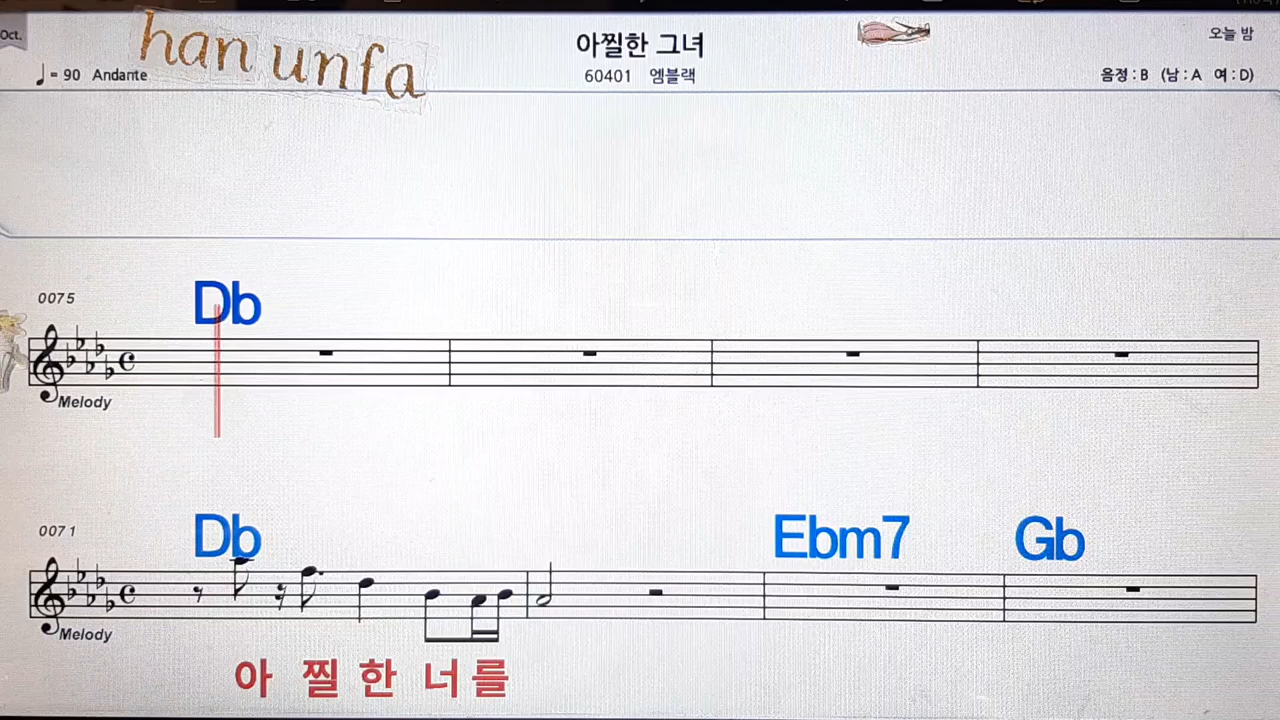 Oct.
han unfa
아찔한 그녀
오늘 밤
= 90 Andante
60401 엠블랙
음정 : B (남 : A 여 : D)
0075
Db
Melody
0071
Db Ebm7 Gb
Melody
아 찔 한 너 를